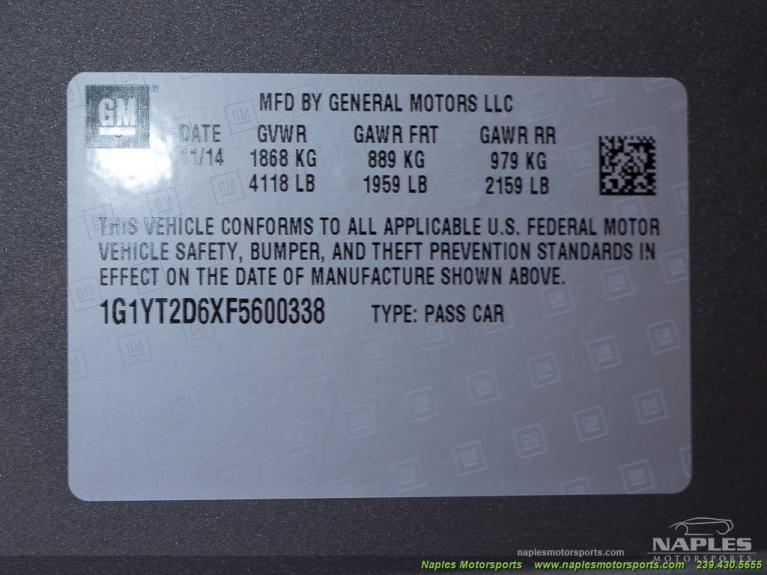 GM
MFD BY GENERAL MOTORS LLC
DATE GVWR GAWR FRT GAWR RR
11/14 1868 KG 889 KG 979 KG
4118 LB 1959 LB 2159 LB
THIS VEHICLE CONFORMS TO ALL APPLICABLE U.S. FEDERAL MOTOR
VEHICLE SAFETY, BUMPER, AND THEFT PREVENTION STANDARDS IN
EFFECT ON THE DATE OF MANUFACTURE SHOWN ABOVE.
1G1YT2D6XF5600338 TYPE: PASS CAR
NAPLES
MOTORSPORTS.COM
naplesmotorsports.com
Naples Motorsports www.naplesmotorsports.com 239.430.5655